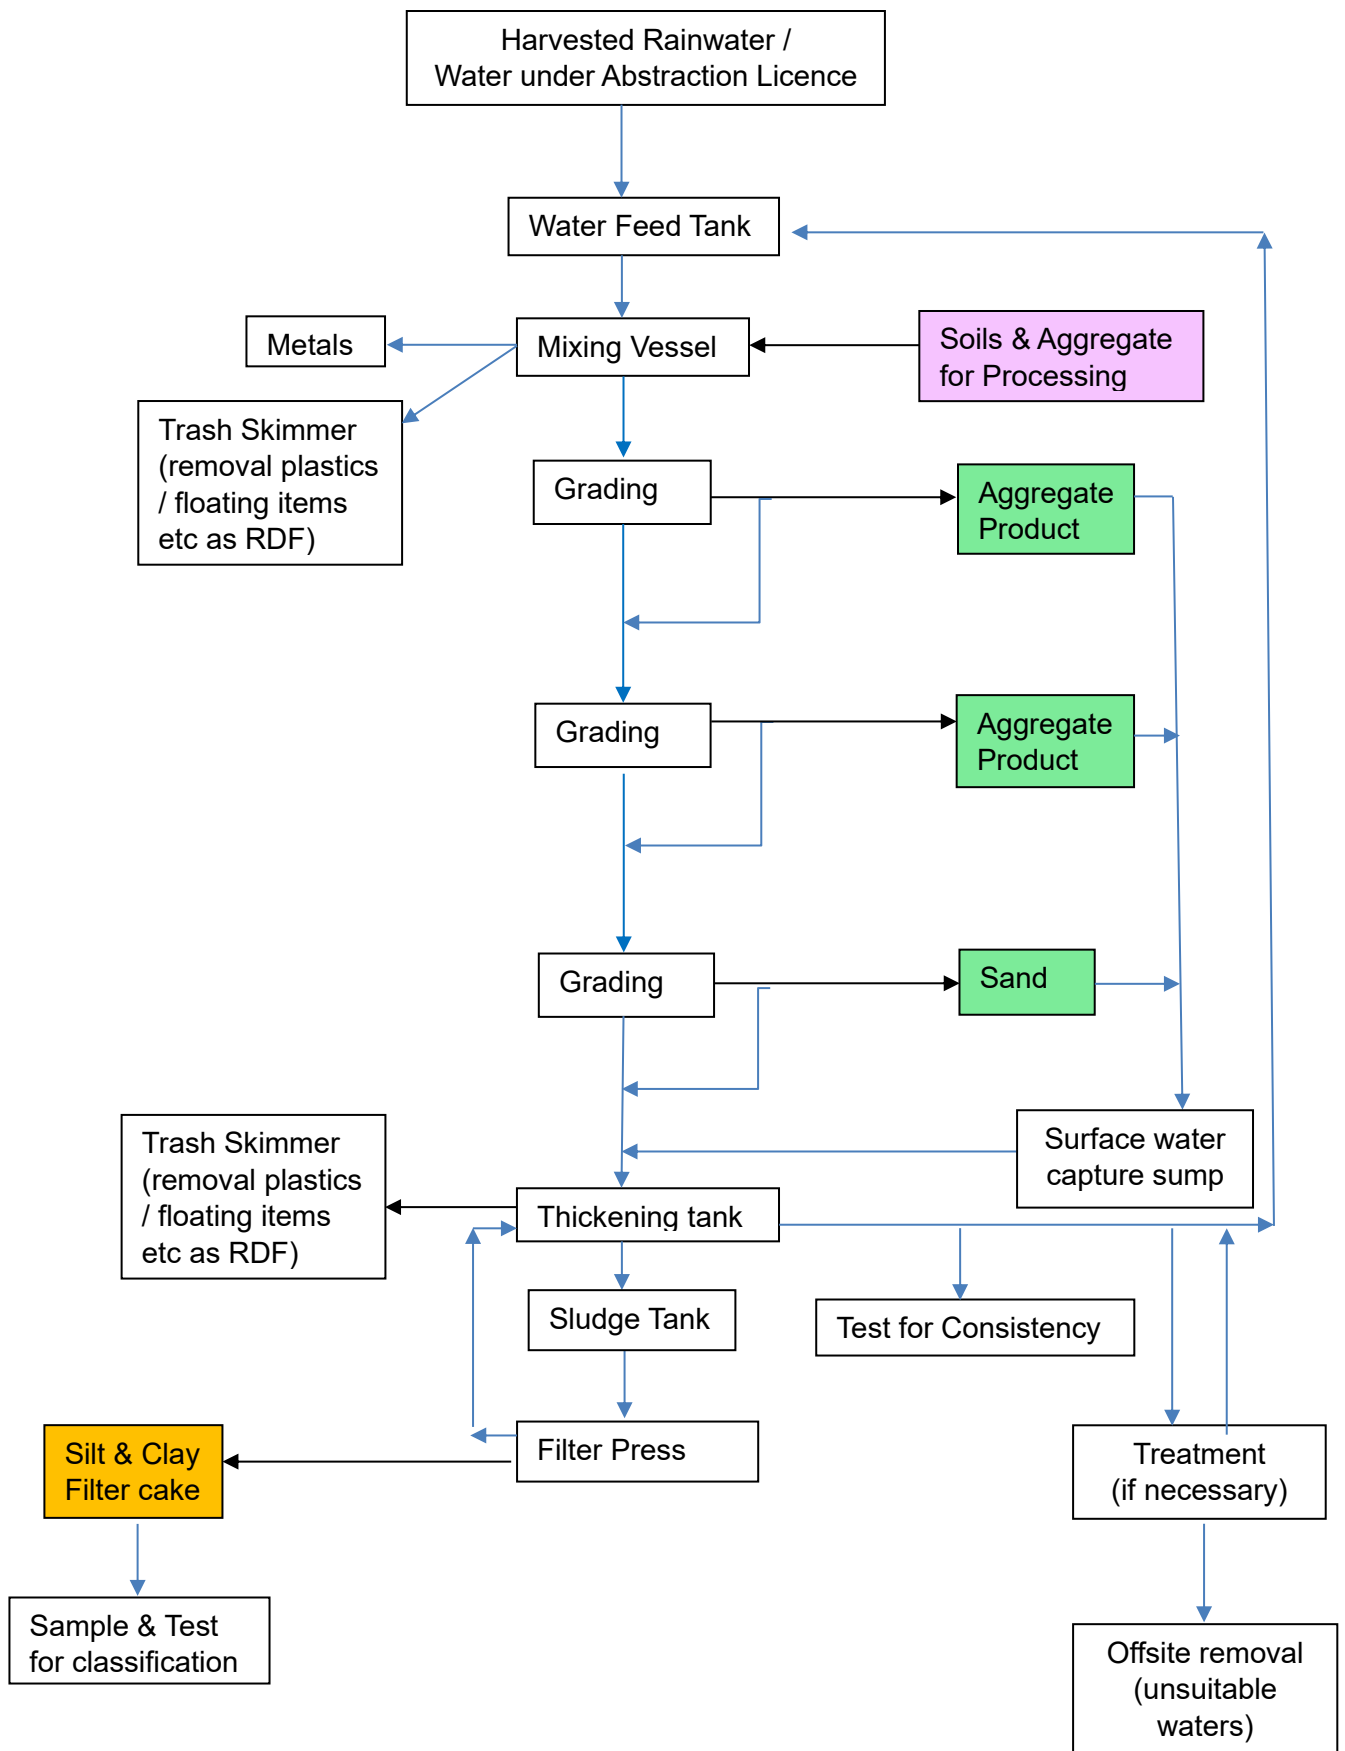 Harvested Rainwater /
Water under Abstraction Licence
Water Feed Tank
Metals
Mixing Vessel
Soils & Aggregate
for Processing
Trash Skimmer
(removal plastics
/ floating items
etc as RDF)
Grading
Aggregate
Product
Grading
Aggregate
Product
Grading
Sand
Trash Skimmer
(removal plastics
/ floating items
etc as RDF)
Surface water
capture sump
Thickening tank
Sludge Tank
Test for Consistency
Silt & Clay
Filter cake
Filter Press
Treatment
(if necessary)
Sample & Test
for classification
Offsite removal
(unsuitable
waters)